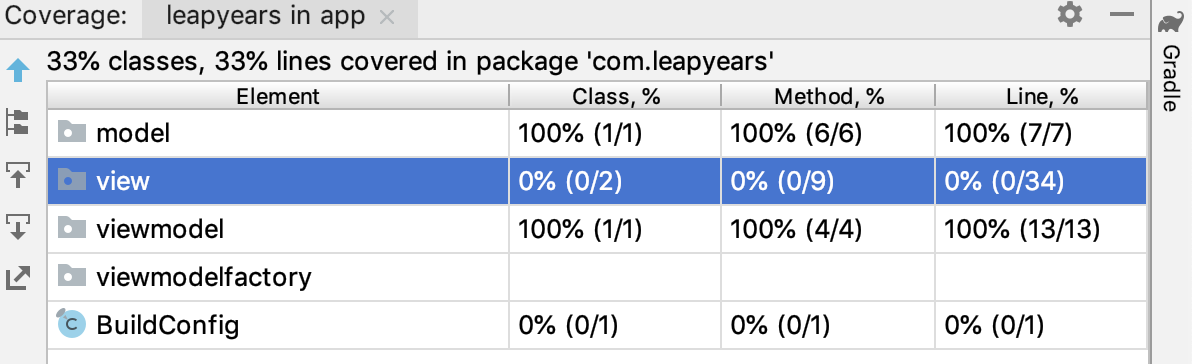 Coverage: leapyears in app ×
33% classes, 33% lines covered in package 'com.leapyears'
Element Class, % Method, % Line, %
model 100% (1/1) 100% (6/6) 100% (7/7)
view 0% (0/2) 0% (0/9) 0% (0/34)
viewmodel 100% (1/1) 100% (4/4) 100% (13/13)
viewmodelfactory
C BuildConfig 0% (0/1) 0% (0/1) 0% (0/1)
Gradle